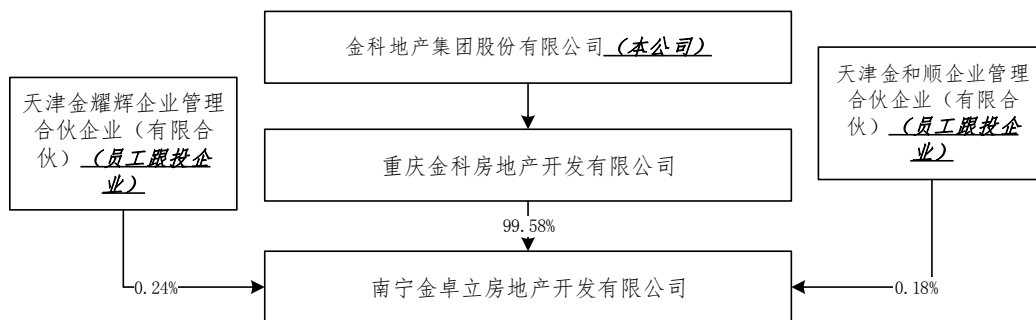 金科地产集团股份有限公司（本公司）
天津金耀辉企业管理
合伙企业（有限合
伙）（员工跟投企
业）
天津金和顺企业管理
合伙企业（有限合
伙）（员工跟投企
业）
重庆金科房地产开发有限公司
99.58%
南宁金卓立房地产开发有限公司
0.24%
0.18%